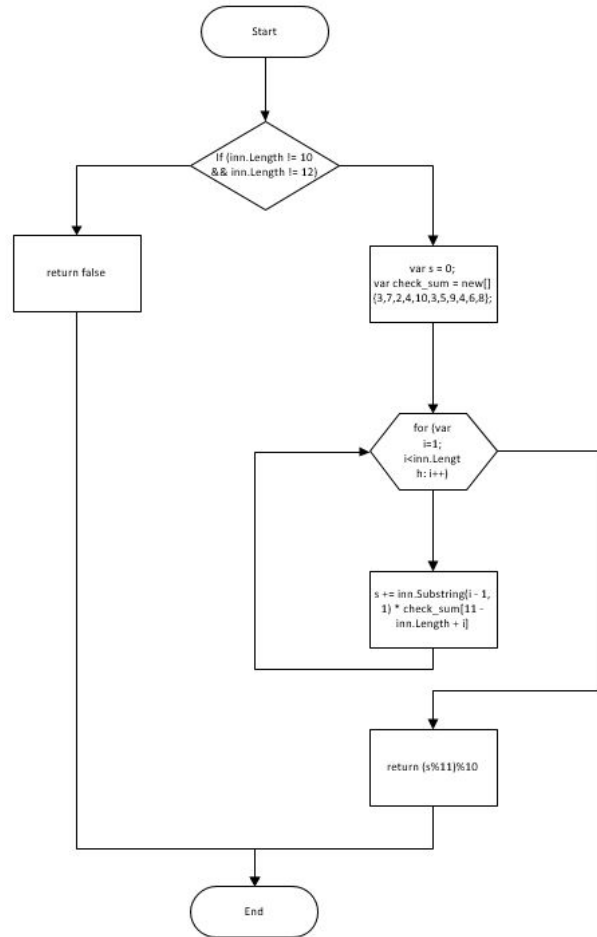 Start
If (inn.Length != 10
&& inn.Length != 12)
return false
var s = 0;
var check_sum = new[]
{3,7,2,4,10,3,5,9,4,6,8};
for (var
i=1;
i<inn.Lengt
h: i++)
s += inn.Substring(i - 1,
1) * check_sum[11 -
inn.Length + i]
return (s%11)%10
End